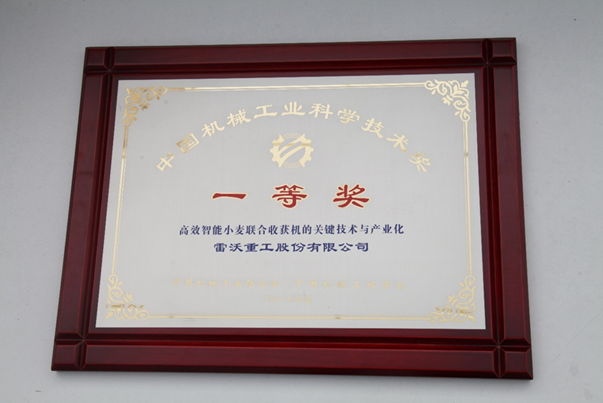 中国机械工业科学技术奖
一等奖
高效智能小麦联合收获机的关键技术与产业化
雷沃重工股份有限公司